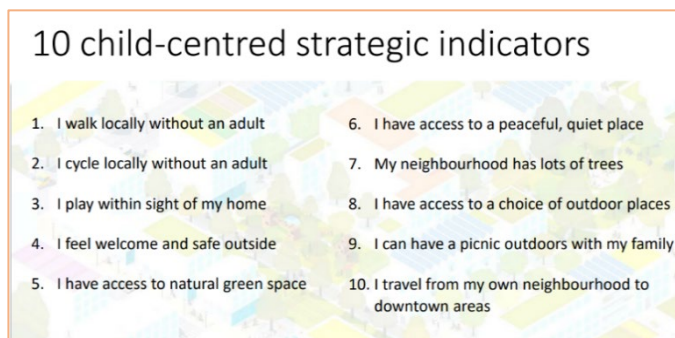 10 child-centred strategic indicators
1. I walk locally without an adult
2. I cycle locally without an adult
3. I play within sight of my home
4. I feel welcome and safe outside
5. I have access to natural green space
6. I have access to a peaceful, quiet place
7. My neighbourhood has lots of trees
8. I have access to a choice of outdoor places
9. I can have a picnic outdoors with my family
10. I travel from my own neighbourhood to
downtown areas